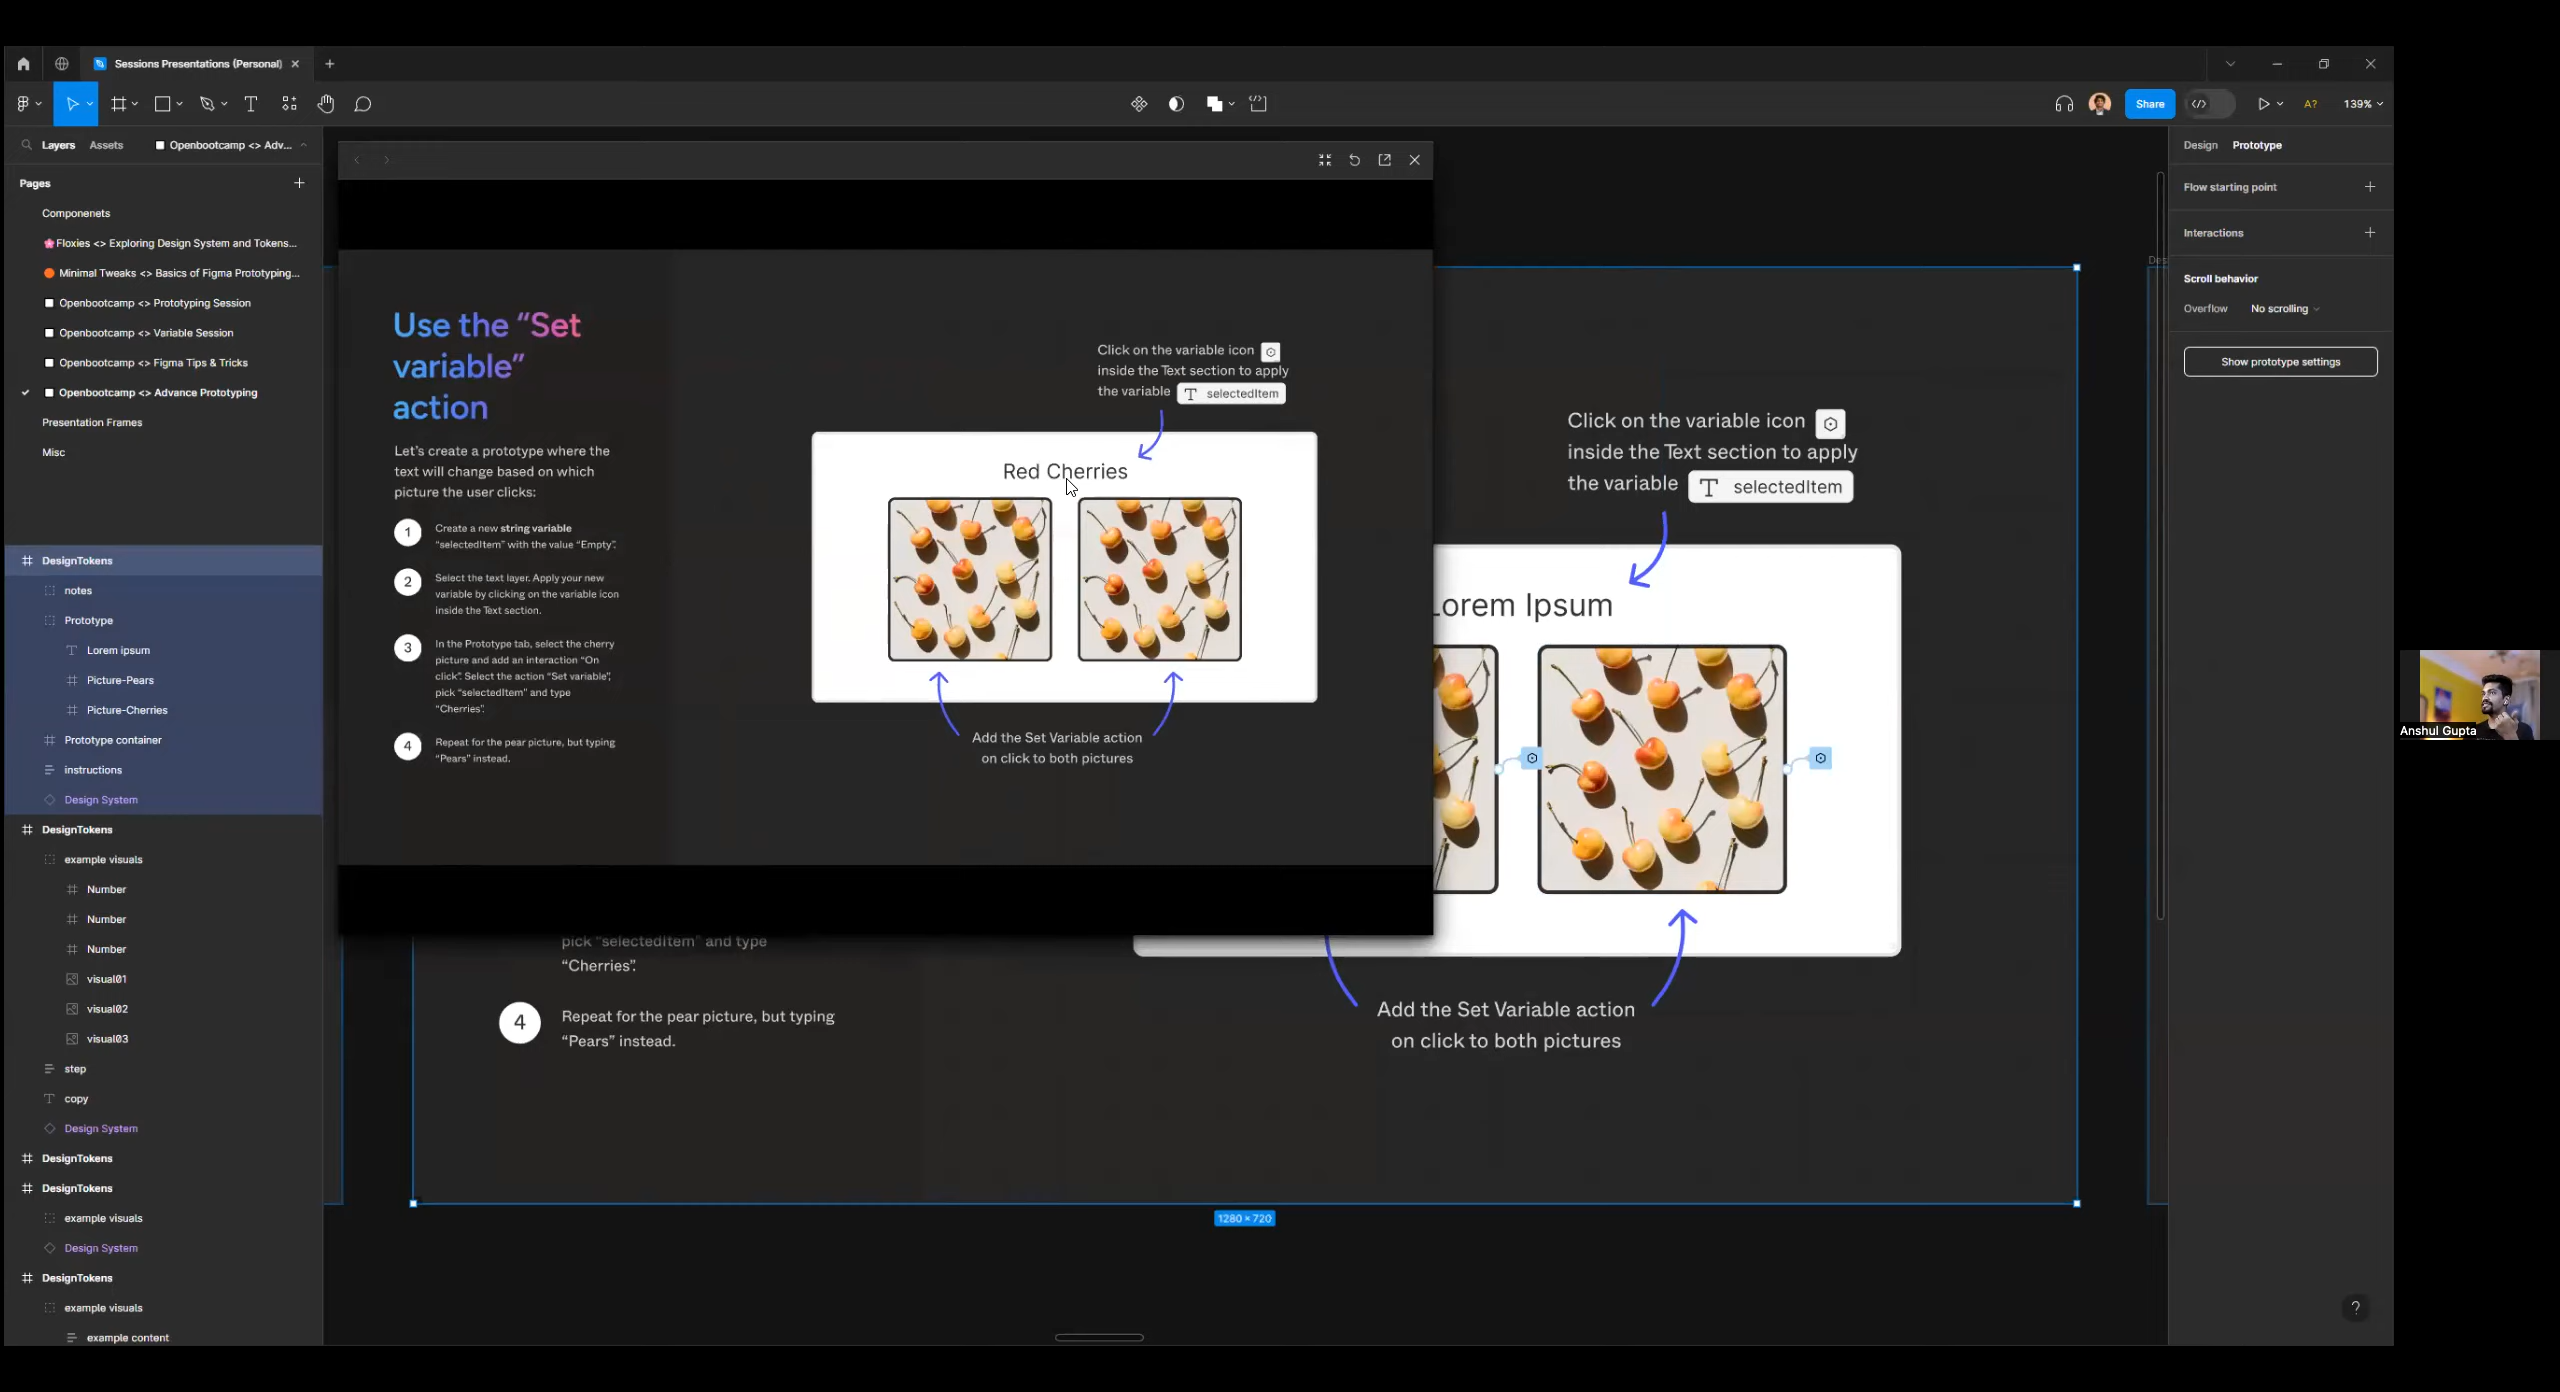 Sessions Presentations (Personal)
Share
A?
139%
Layers
Assets
Openbootcamp <> Adv...
Pages
Componenets
Floxies <> Exploring Design System and Tokens...
Minimal Tweaks <> Basics of Figma Prototyping...
Openbootcamp <> Prototyping Session
Openbootcamp <> Variable Session
Openbootcamp <> Figma Tips & Tricks
Openbootcamp <> Advance Prototyping
Presentation Frames
Misc
DesignTokens
notes
Prototype
Lorem ipsum
Picture-Pears
Picture-Cherries
Prototype container
instructions
Design System
DesignTokens
example visuals
Number
Number
Number
visual01
visual02
visual03
step
copy
Design System
DesignTokens
DesignTokens
example visuals
Design System
DesignTokens
example visuals
example content
Use the “Set
variable”
action
Let’s create a prototype where the
text will change based on which
picture the user clicks:
1
Create a new string variable
“selectedItem” with the value “Empty”.
2
Select the text layer. Apply your new
variable by clicking on the variable icon
inside the Text section.
3
In the Prototype tab, select the cherry
picture and add an interaction “On
click”. Select the action “Set variable”,
pick “selectedItem” and type
“Cherries”.
4
Repeat for the pear picture, but typing
“Pears” instead.
Click on the variable icon
inside the Text section to apply
the variable T selectedItem
Red Cherries
Add the Set Variable action
on click to both pictures
Click on the variable icon
inside the Text section to apply
the variable T selectedItem
Lorem Ipsum
pick “selectedItem” and type
“Cherries”.
4
Repeat for the pear picture, but typing
“Pears” instead.
Add the Set Variable action
on click to both pictures
1280 × 720
Des
Design
Prototype
Flow starting point
Interactions
Scroll behavior
Overflow
No scrolling
Show prototype settings
?
Anshul Gupta